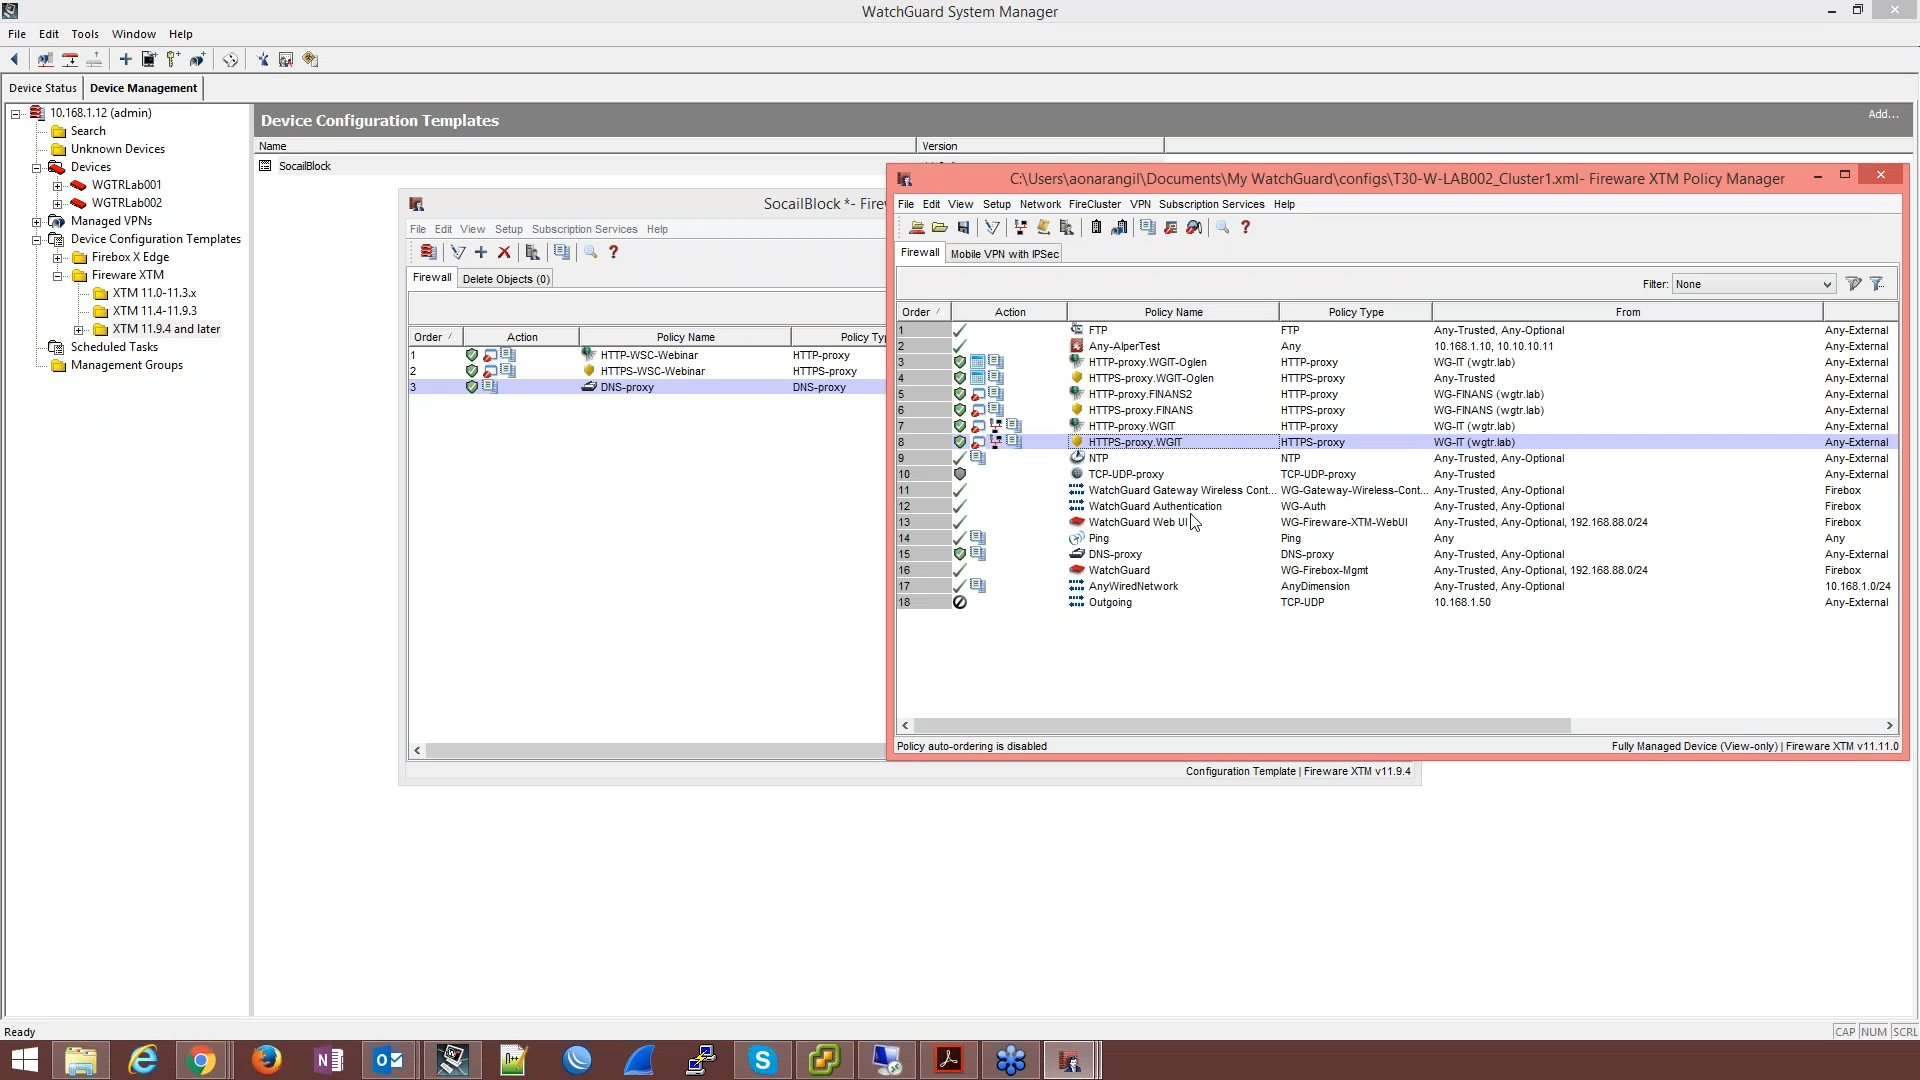 WatchGuard System Manager
File Edit Tools Window Help
Device Status Device Management
10.168.1.12 (admin)
Search
Unknown Devices
Devices
WGTRLab001
WGTRLab002
Managed VPNs
Device Configuration Templates
Firebox X Edge
Fireware XTM
XTM 11.0-11.3.x
XTM 11.4-11.9.3
XTM 11.9.4 and later
Scheduled Tasks
Management Groups
Device Configuration Templates Add...
Name Version
SocailBlock
SocailBlock *- Firew
File Edit View Setup Subscription Services Help
Firewall Delete Objects (0)
Order / Action Policy Name Policy Typ
1 HTTP-WSC-Webinar HTTP-proxy
2 HTTPS-WSC-Webinar HTTPS-proxy
3 DNS-proxy DNS-proxy
Configuration Template | Fireware XTM v11.9.4
C:\Users\aonarangil\Documents\My WatchGuard\configs\T30-W-LAB002_Cluster1.xml- Fireware XTM Policy Manager
File Edit View Setup Network FireCluster VPN Subscription Services Help
Firewall Mobile VPN with IPSec
Filter: None
Order / Action Policy Name Policy Type From
1 FTP FTP Any-Trusted, Any-Optional Any-External
2 Any-AlperTest Any 10.168.1.10, 10.10.10.11 Any-External
3 HTTP-proxy.WGIT-Oglen HTTP-proxy WG-IT (wgtr.lab) Any-External
4 HTTPS-proxy.WGIT-Oglen HTTPS-proxy Any-Trusted Any-External
5 HTTP-proxy.FINANS2 HTTP-proxy WG-FINANS (wgtr.lab) Any-External
6 HTTPS-proxy.FINANS HTTPS-proxy WG-FINANS (wgtr.lab) Any-External
7 HTTP-proxy.WGIT HTTP-proxy WG-IT (wgtr.lab) Any-External
8 HTTPS-proxy.WGIT HTTPS-proxy WG-IT (wgtr.lab) Any-External
9 NTP NTP Any-Trusted, Any-Optional Any-External
10 TCP-UDP-proxy TCP-UDP-proxy Any-Trusted Any-External
11 WatchGuard Gateway Wireless Cont... WG-Gateway-Wireless-Cont... Any-Trusted, Any-Optional Firebox
12 WatchGuard Authentication WG-Auth Any-Trusted, Any-Optional Firebox
13 WatchGuard Web UI WG-Fireware-XTM-WebUI Any-Trusted, Any-Optional, 192.168.88.0/24 Firebox
14 Ping Ping Any Any
15 DNS-proxy DNS-proxy Any-Trusted, Any-Optional Any-External
16 WatchGuard WG-Firebox-Mgmt Any-Trusted, Any-Optional, 192.168.88.0/24 Firebox
17 AnyWiredNetwork AnyDimension Any-Trusted, Any-Optional 10.168.1.0/24
18 Outgoing TCP-UDP 10.168.1.50 Any-External
Policy auto-ordering is disabled Fully Managed Device (View-only) | Fireware XTM v11.11.0
Ready CAP NUM SCRL